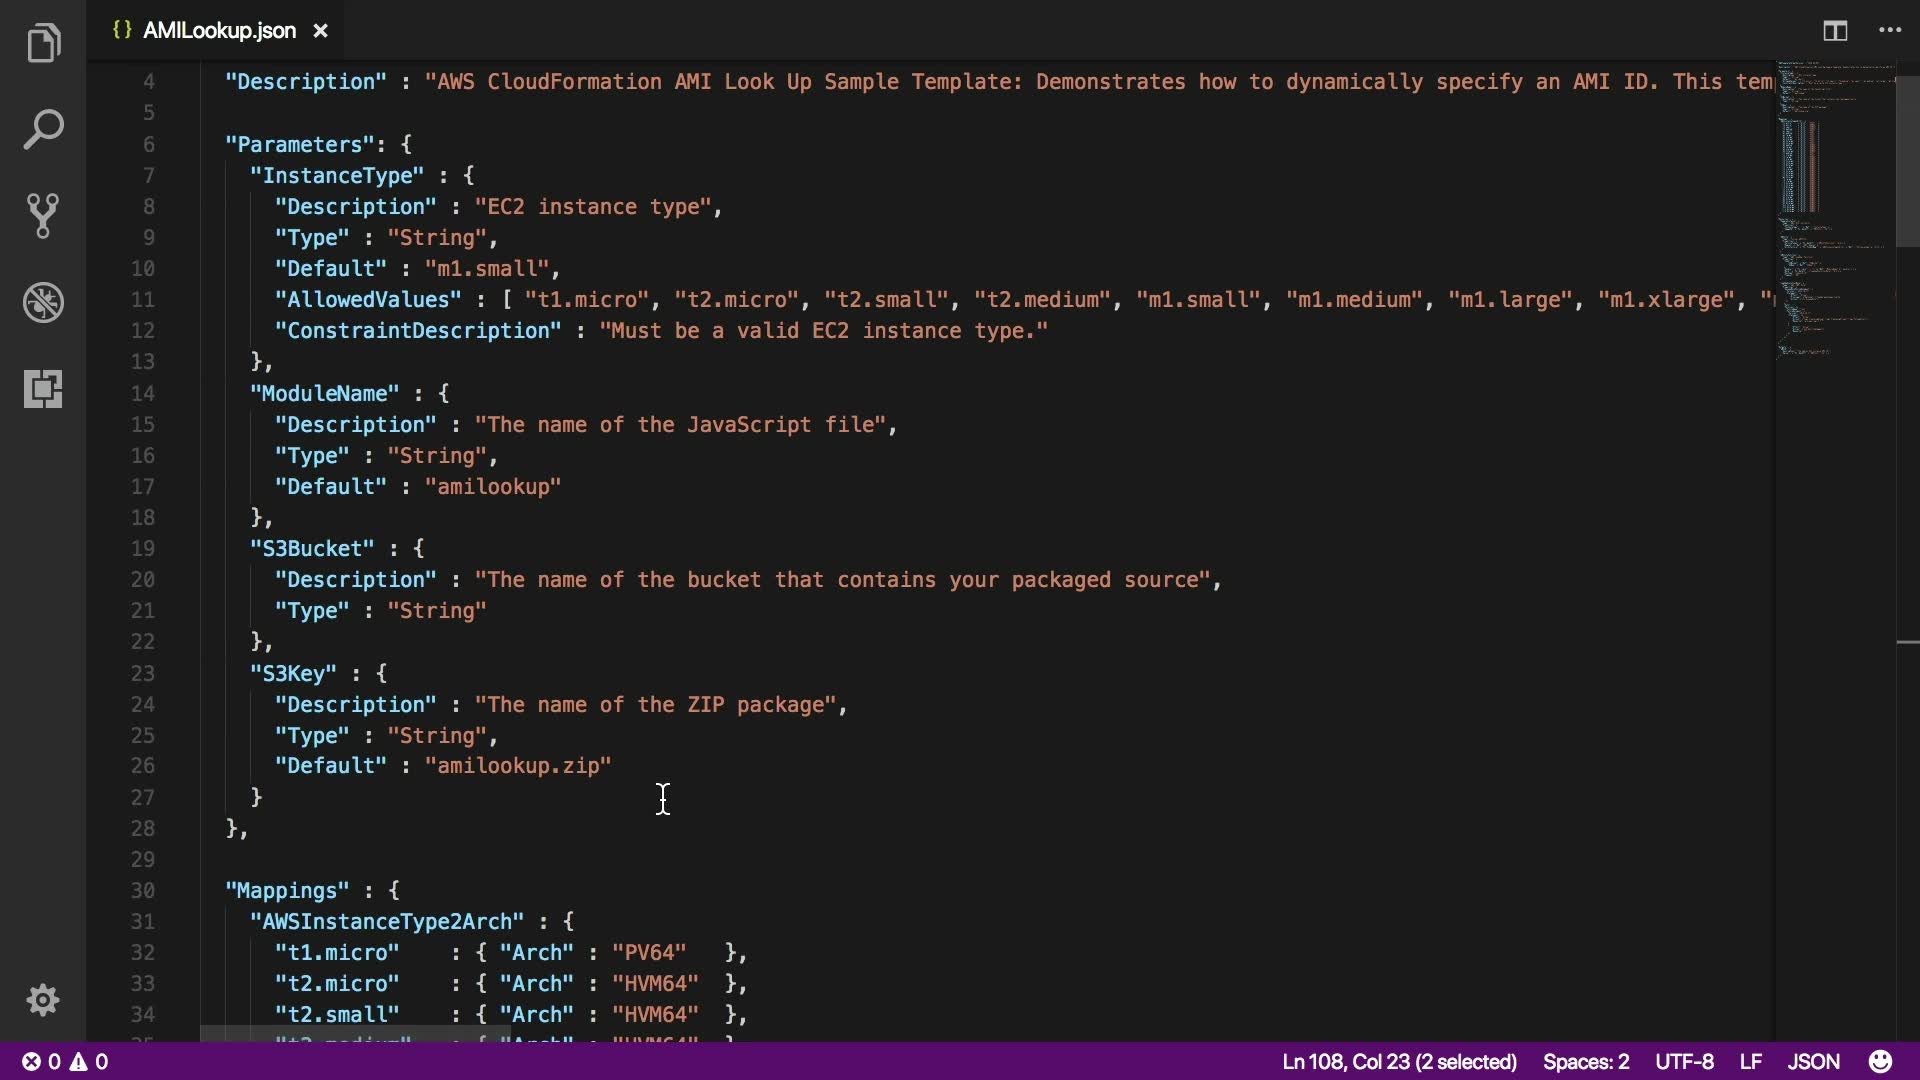 {} AMILookup.json
4 "Description" : "AWS CloudFormation AMI Look Up Sample Template: Demonstrates how to dynamically specify an AMI ID. This tem
5
6 "Parameters": {
7 "InstanceType" : {
8 "Description" : "EC2 instance type",
9 "Type" : "String",
10 "Default" : "m1.small",
11 "AllowedValues" : [ "t1.micro", "t2.micro", "t2.small", "t2.medium", "m1.small", "m1.medium", "m1.large", "m1.xlarge", "
12 "ConstraintDescription" : "Must be a valid EC2 instance type."
13 },
14 "ModuleName" : {
15 "Description" : "The name of the JavaScript file",
16 "Type" : "String",
17 "Default" : "amilookup"
18 },
19 "S3Bucket" : {
20 "Description" : "The name of the bucket that contains your packaged source",
21 "Type" : "String"
22 },
23 "S3Key" : {
24 "Description" : "The name of the ZIP package",
25 "Type" : "String",
26 "Default" : "amilookup.zip"
27 }
28 },
29
30 "Mappings" : {
31 "AWSInstanceType2Arch" : {
32 "t1.micro" : { "Arch" : "PV64" },
33 "t2.micro" : { "Arch" : "HVM64" },
34 "t2.small" : { "Arch" : "HVM64" },
0 0 Ln 108, Col 23 (2 selected) Spaces: 2 UTF-8 LF JSON